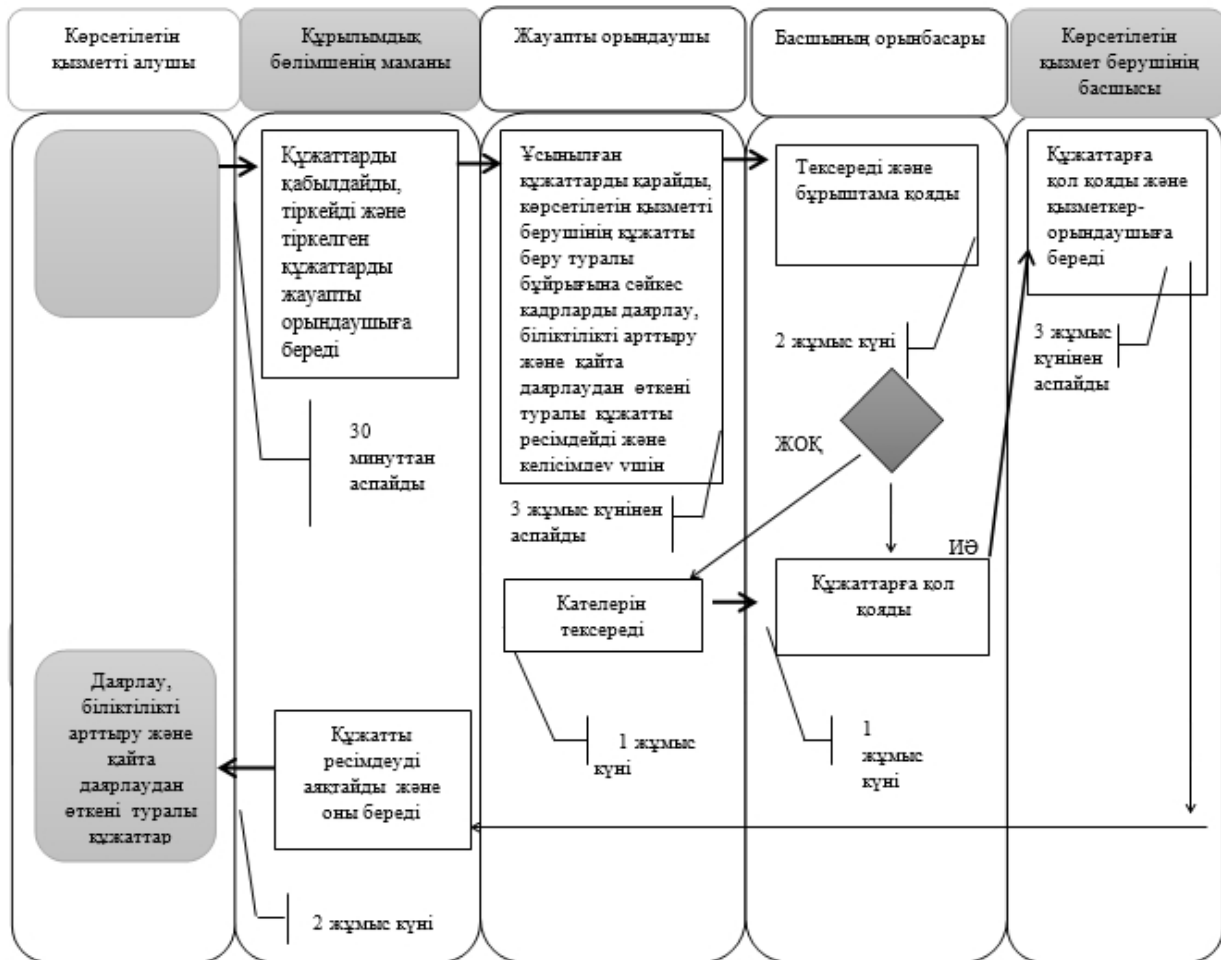 Көрсетілетін
қызметті алушы
Құрылымдық
бөлімшенің маманы
Жауапты орындаушы
Басшының орынбасары
Көрсетілетін
қызмет берушінің
басшысы
Құжаттарды
қабылдайды,
тіркейді және
тіркелген
құжаттарды
жауапты
орындаушыға
береді
30
минуттан
аспайды
Ұсынылған
құжаттарды қарайды,
көрсетілетін қызметті
берушінің құжатты
беру туралы
бұйрығына сәйкес
кадрларды даярлау,
біліктілікті арттыру
және қайта
даярлаудан өткені
туралы құжатты
ресімдейді және
келісімдеу үшін
3 жұмыс күнінен
аспайды
Тексереді және
бұрыштама қояды
2 жұмыс күні
ЖОҚ
ИӘ
Құжаттарға
қол қояды және
қызметкер-
орындаушыға
береді
3 жұмыс
күнінен
аспайды
Кателерін
тексереді
1 жұмыс
күні
Құжаттарға қол
қояды
1
жұмыс
күні
Құжатты
ресімдеуді
аяқтайды және
оны береді
2 жұмыс күні
Даярлау,
біліктілікті
арттыру және
қайта
даярлаудан
өткені туралы
құжаттар